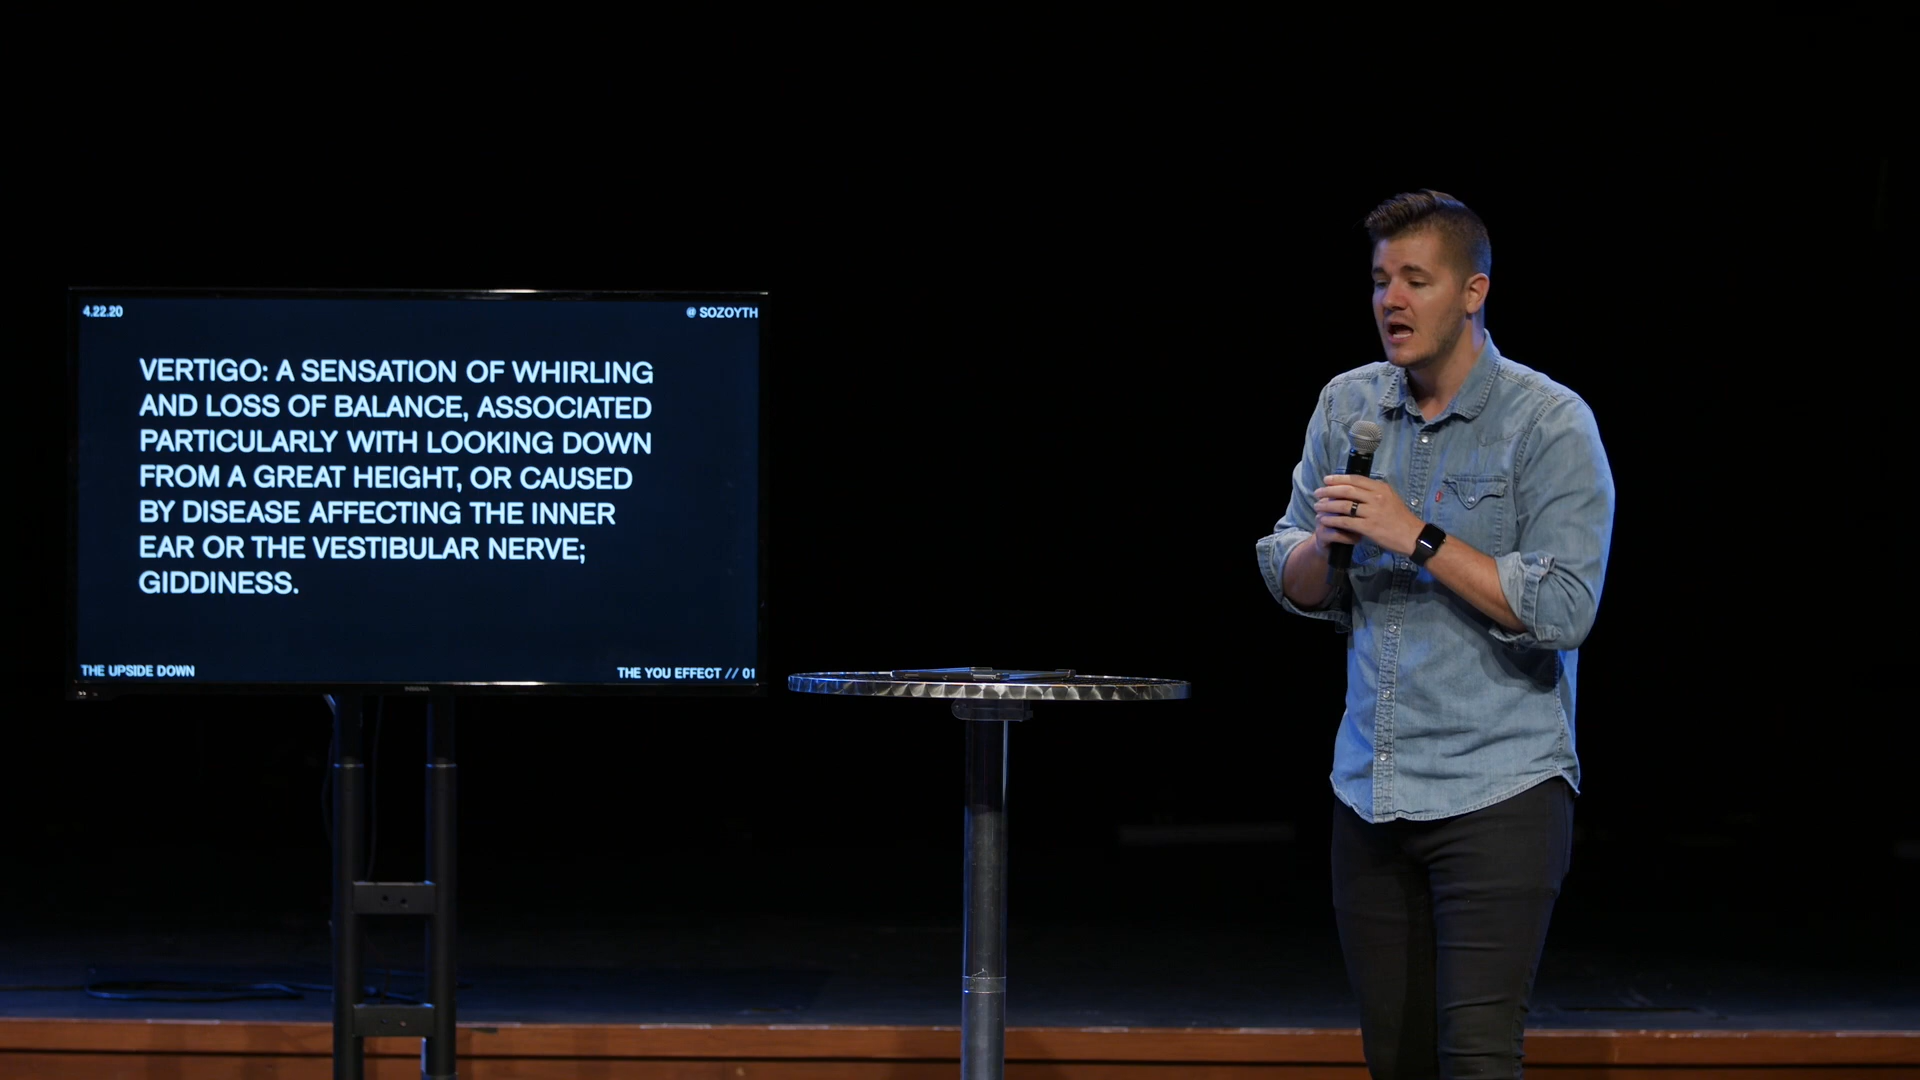 4.22.20
@ SOZOYTH
VERTIGO: A SENSATION OF WHIRLING
AND LOSS OF BALANCE, ASSOCIATED
PARTICULARLY WITH LOOKING DOWN
FROM A GREAT HEIGHT, OR CAUSED
BY DISEASE AFFECTING THE INNER
EAR OR THE VESTIBULAR NERVE;
GIDDINESS.
THE UPSIDE DOWN
THE YOU EFFECT // 01
INSIGNIA